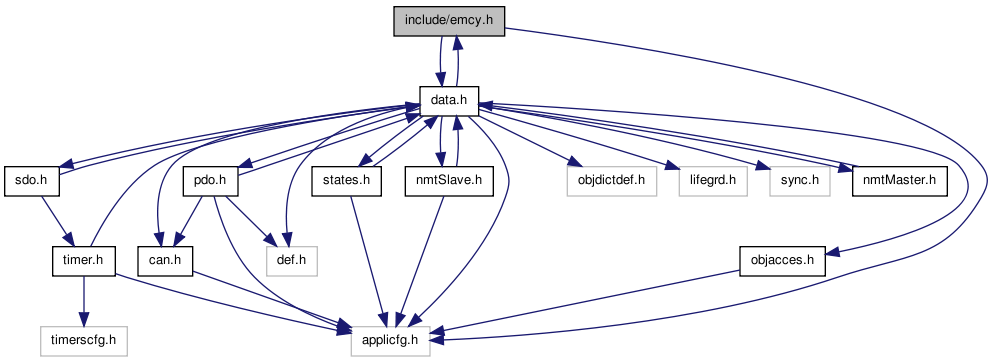 include/emcy.h
data.h
sdo.h
pdo.h
states.h
nmtSlave.h
objdictdef.h
lifegrd.h
sync.h
nmtMaster.h
timer.h
can.h
def.h
objacces.h
timerscfg.h
applicfg.h